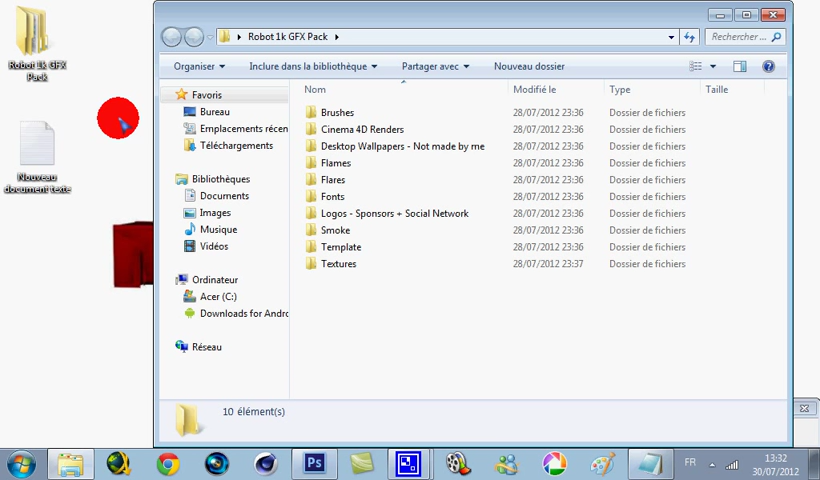 Robot 1k GFX
Pack
Nouveau
document texte
Robot 1k GFX Pack
Rechercher...
Organiser
Inclure dans la bibliothèque
Partager avec
Nouveau dossier
Nom
Modifié le
Type
Taille
Favoris
Bureau
Emplacements récen
Téléchargements
Bibliothèques
Documents
Images
Musique
Vidéos
Ordinateur
Acer (C:)
Downloads for Andro
Réseau
Brushes 28/07/2012 23:36 Dossier de fichiers
Cinema 4D Renders 28/07/2012 23:36 Dossier de fichiers
Desktop Wallpapers - Not made by me 28/07/2012 23:36 Dossier de fichiers
Flames 28/07/2012 23:36 Dossier de fichiers
Flares 28/07/2012 23:36 Dossier de fichiers
Fonts 28/07/2012 23:36 Dossier de fichiers
Logos - Sponsors + Social Network 28/07/2012 23:36 Dossier de fichiers
Smoke 28/07/2012 23:36 Dossier de fichiers
Template 28/07/2012 23:36 Dossier de fichiers
Textures 28/07/2012 23:37 Dossier de fichiers
10 élément(s)
Ps
FR
13:32
30/07/2012